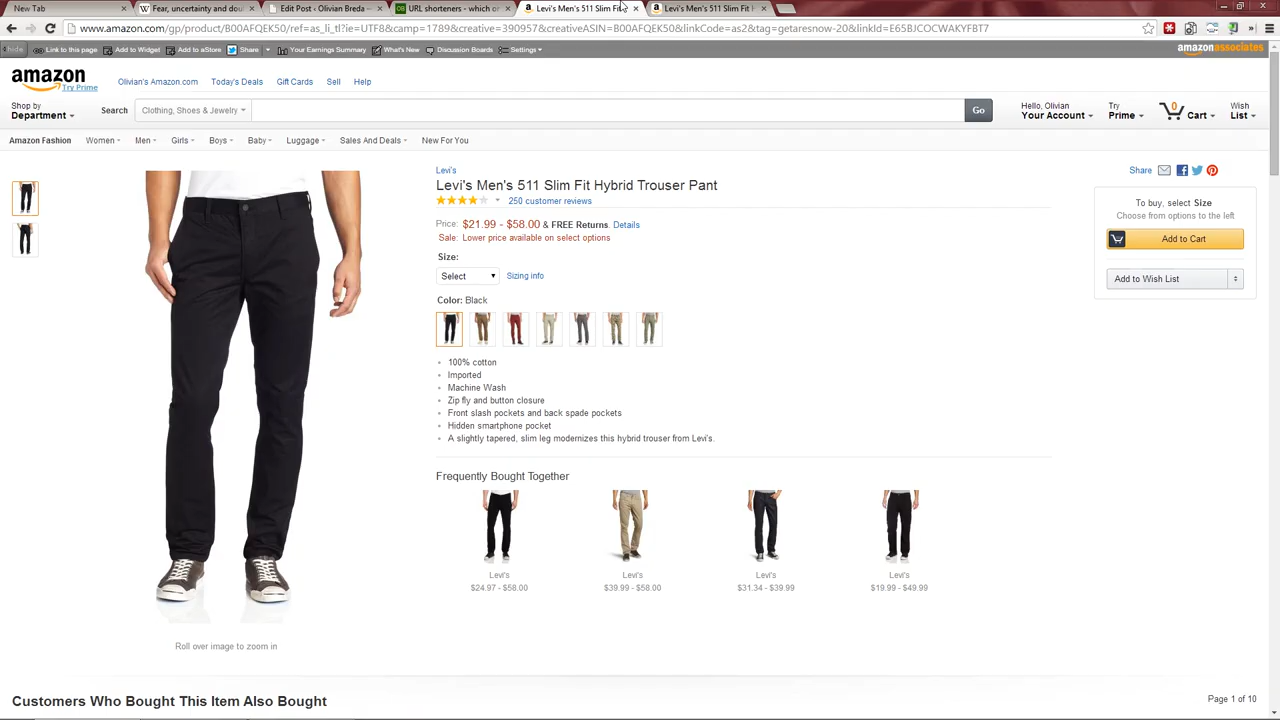 New Tab
Fear, uncertainty and dou
Edit Post ‹ Olivian Breda —
URL shorteners - which or
Levi's Men's 511 Slim Fit
Levi's Men's 511 Slim Fit H
www.amazon.com/gp/product/B00AFQEK50/ref=as_li_tl?ie=UTF8&camp=1789&creative=390957&creativeASIN=B00AFQEK50&linkCode=as2&tag=getaresnow-20&linkId=E65BJCOCWAKYFBT7
hide
Link to this page
Add to Widget
Add to aStore
Share
Your Earnings Summary
What's New
Discussion Boards
Settings
amazonassociates
amazon
Try Prime
Olivian's Amazon.com
Today's Deals
Gift Cards
Sell
Help
Shop by
Department
Search
Clothing, Shoes & Jewelry
Go
Hello, Olivian
Your Account
Try
Prime
0
Cart
Wish
List
Amazon Fashion
Women
Men
Girls
Boys
Baby
Luggage
Sales And Deals
New For You
Levi's
Levi's Men's 511 Slim Fit Hybrid Trouser Pant
250 customer reviews
Price: $21.99 - $58.00 & FREE Returns. Details
Sale: Lower price available on select options
Size:
Select
Sizing info
Color: Black
100% cotton
Imported
Machine Wash
Zip fly and button closure
Front slash pockets and back spade pockets
Hidden smartphone pocket
A slightly tapered, slim leg modernizes this hybrid trouser from Levi's.
Share
To buy, select Size
Choose from options to the left
Add to Cart
Add to Wish List
Frequently Bought Together
Levi's
$24.97 - $58.00
Levi's
$39.99 - $58.00
Levi's
$31.34 - $39.99
Levi's
$19.99 - $49.99
Roll over image to zoom in
Customers Who Bought This Item Also Bought
Page 1 of 10